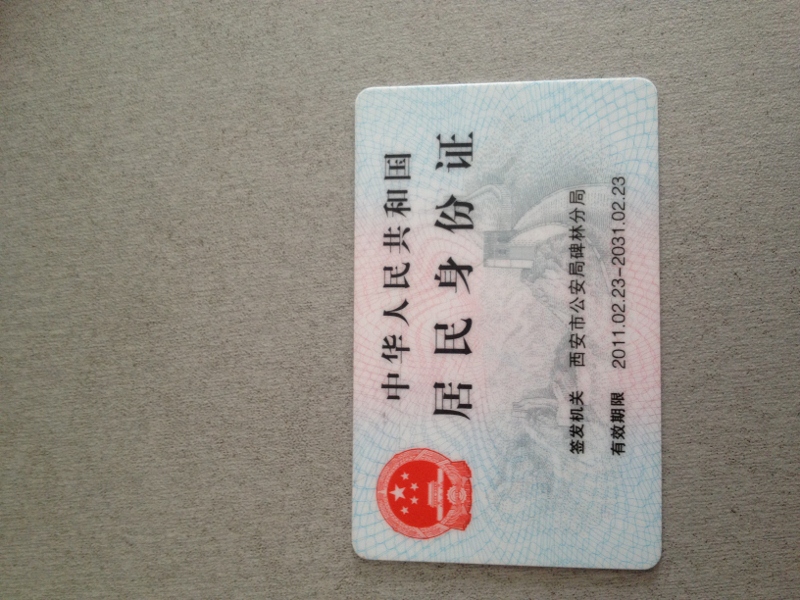 中华人民共和国
居民身份证
签发机关 西安市公安局碑林分局
有效期限 2011.02.23-2031.02.23